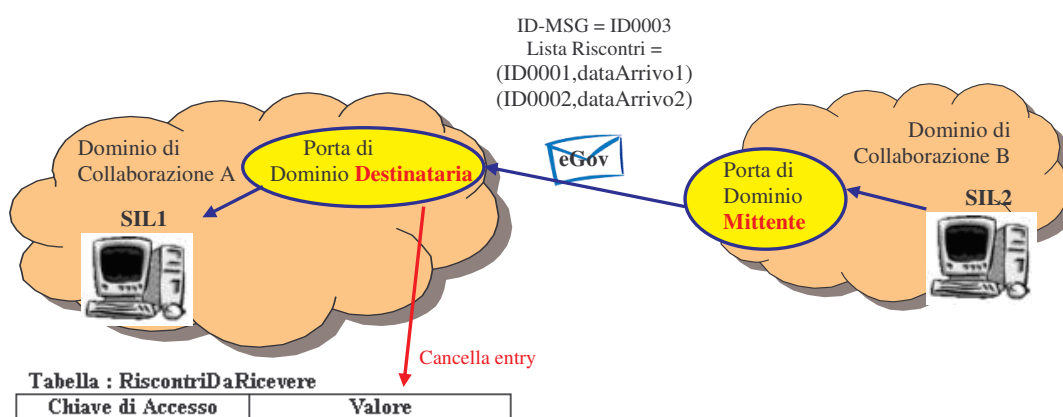 ID-MSG = ID0003
Lista Riscontri =
(ID0001,dataArrivo1)
(ID0002,dataArrivo2)
Dominio di
Collaborazione A
Porta di
Dominio Destinataria
eGov
Dominio di
Collaborazione B
Porta di
Dominio
Mittente
SIL1
SIL2
Cancella entry
Tabella : RiscontriDaRicevere
Chiave di Accesso
Valore